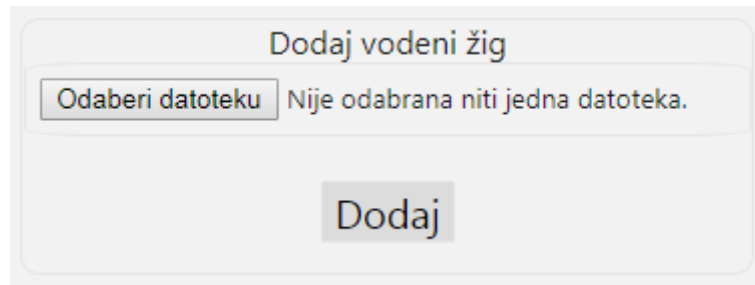 Dodaj vodeni žig
Odaberi datoteku Nije odabrana niti jedna datoteka.
Dodaj